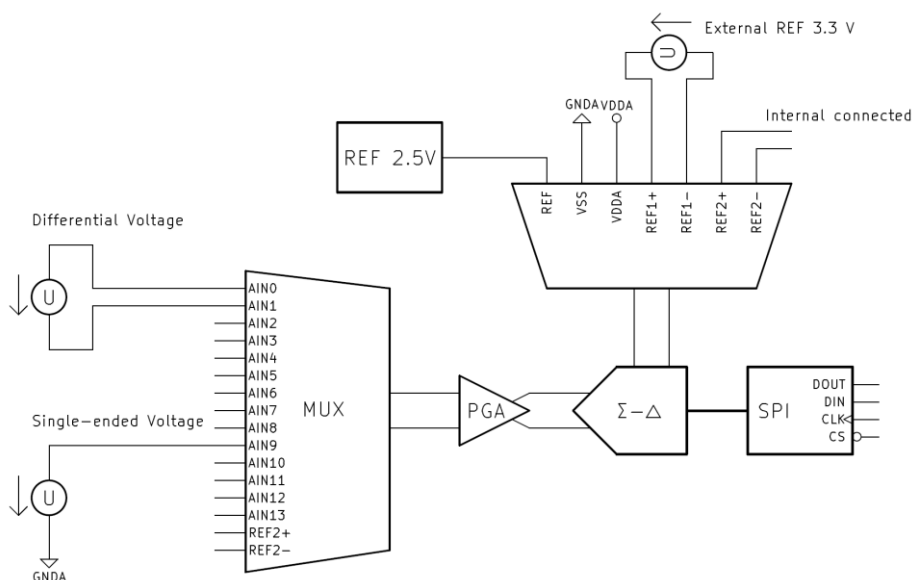 External REF 3.3 V
U
GNDA VDDA
Internal connected
REF 2.5V
REF
VSS
VDDA
REF1+
REF1-
REF2+
REF2-
Differential Voltage
U
AIN0
AIN1
AIN2
AIN3
AIN4
AIN5
AIN6
AIN7
AIN8
AIN9
AIN10
AIN11
AIN12
AIN13
REF2+
REF2-
MUX
PGA
Σ-Δ
SPI
DOUT
DIN
CLK
CS
Single-ended Voltage
U
GNDA